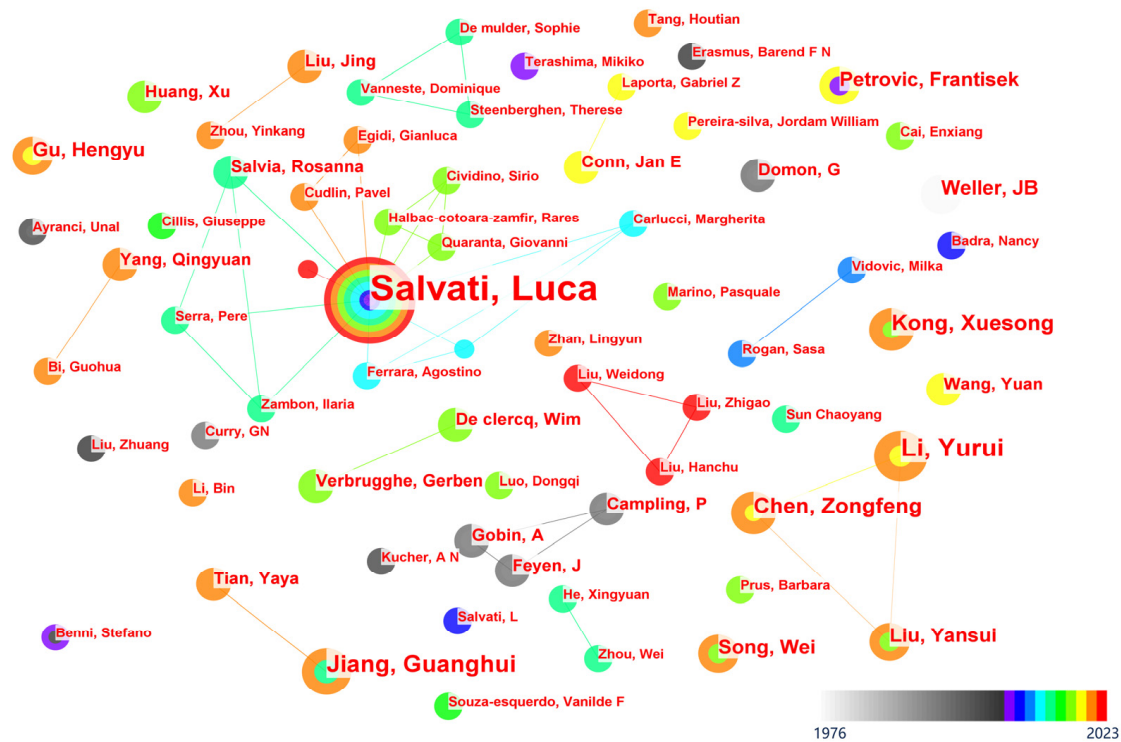 De mulder, Sophie
Tang, Houtian
Erasmus, Barend F N
Liu, Jing
Terashima, Mikiko
Petrovic, Frantisek
Laporta, Gabriel Z
Huang, Xu
Vanneste, Dominique
Steenberghen, Therese
Pereira-silva, Jordam William
Zhou, Yinkang
Egidi, Gianluca
Cai, Enxiang
Gu, Hengyu
Salvia, Rosanna
Conn, Jan E
Domon, G
Cividino, Sirio
Cudlin, Pavel
Weller, JB
Halbac-cotoara-zamfir, Rares
Carlucci, Margherita
Ayranci, Unal
Cillis, Giuseppe
Quaranta, Giovanni
Badra, Nancy
Yang, Qingyuan
Vidovic, Milka
Salvati, Luca
Marino, Pasquale
Serra, Pere
Kong, Xuesong
Zhan, Lingyun
Rogan, Sasa
Bi, Guohua
Ferrara, Agostino
Liu, Weidong
Wang, Yuan
Zambon, Ilaria
Liu, Zhigao
De clercq, Wim
Sun Chaoyang
Curry, GN
Liu, Zhuang
Li, Yurui
Liu, Hanchu
Verbrugghe, Gerben
Luo, Dongqi
Li, Bin
Campling, P
Chen, Zongfeng
Gobin, A
Kucher, A N
Feyen, J
Tian, Yaya
Prus, Barbara
He, Xingyuan
Salvati, L
Benni, Stefano
Liu, Yansui
Song, Wei
Zhou, Wei
Jiang, Guanghui
Souza-esquerdo, Vanilde F
1976
2023